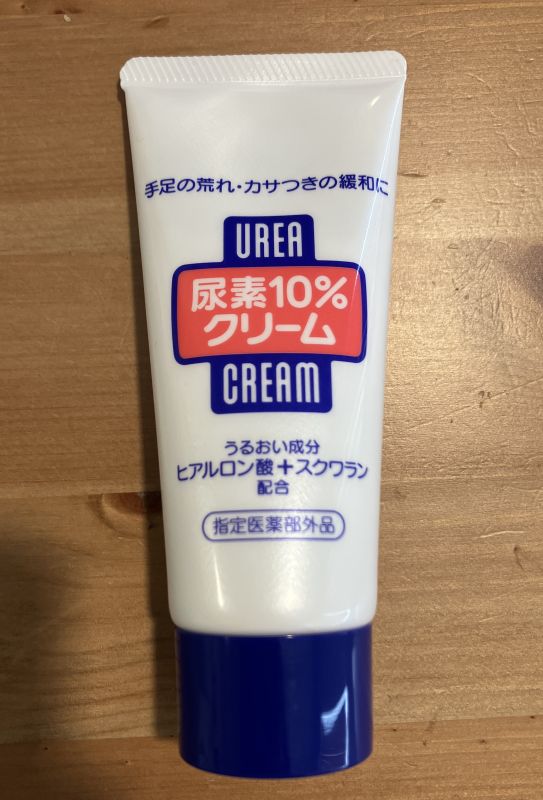 手足の荒れ・カサつきの緩和に
UREA
尿素10%
クリーム
CREAM
うるおい成分
ヒアルロン酸+スクワラン
配合
指定医薬部外品